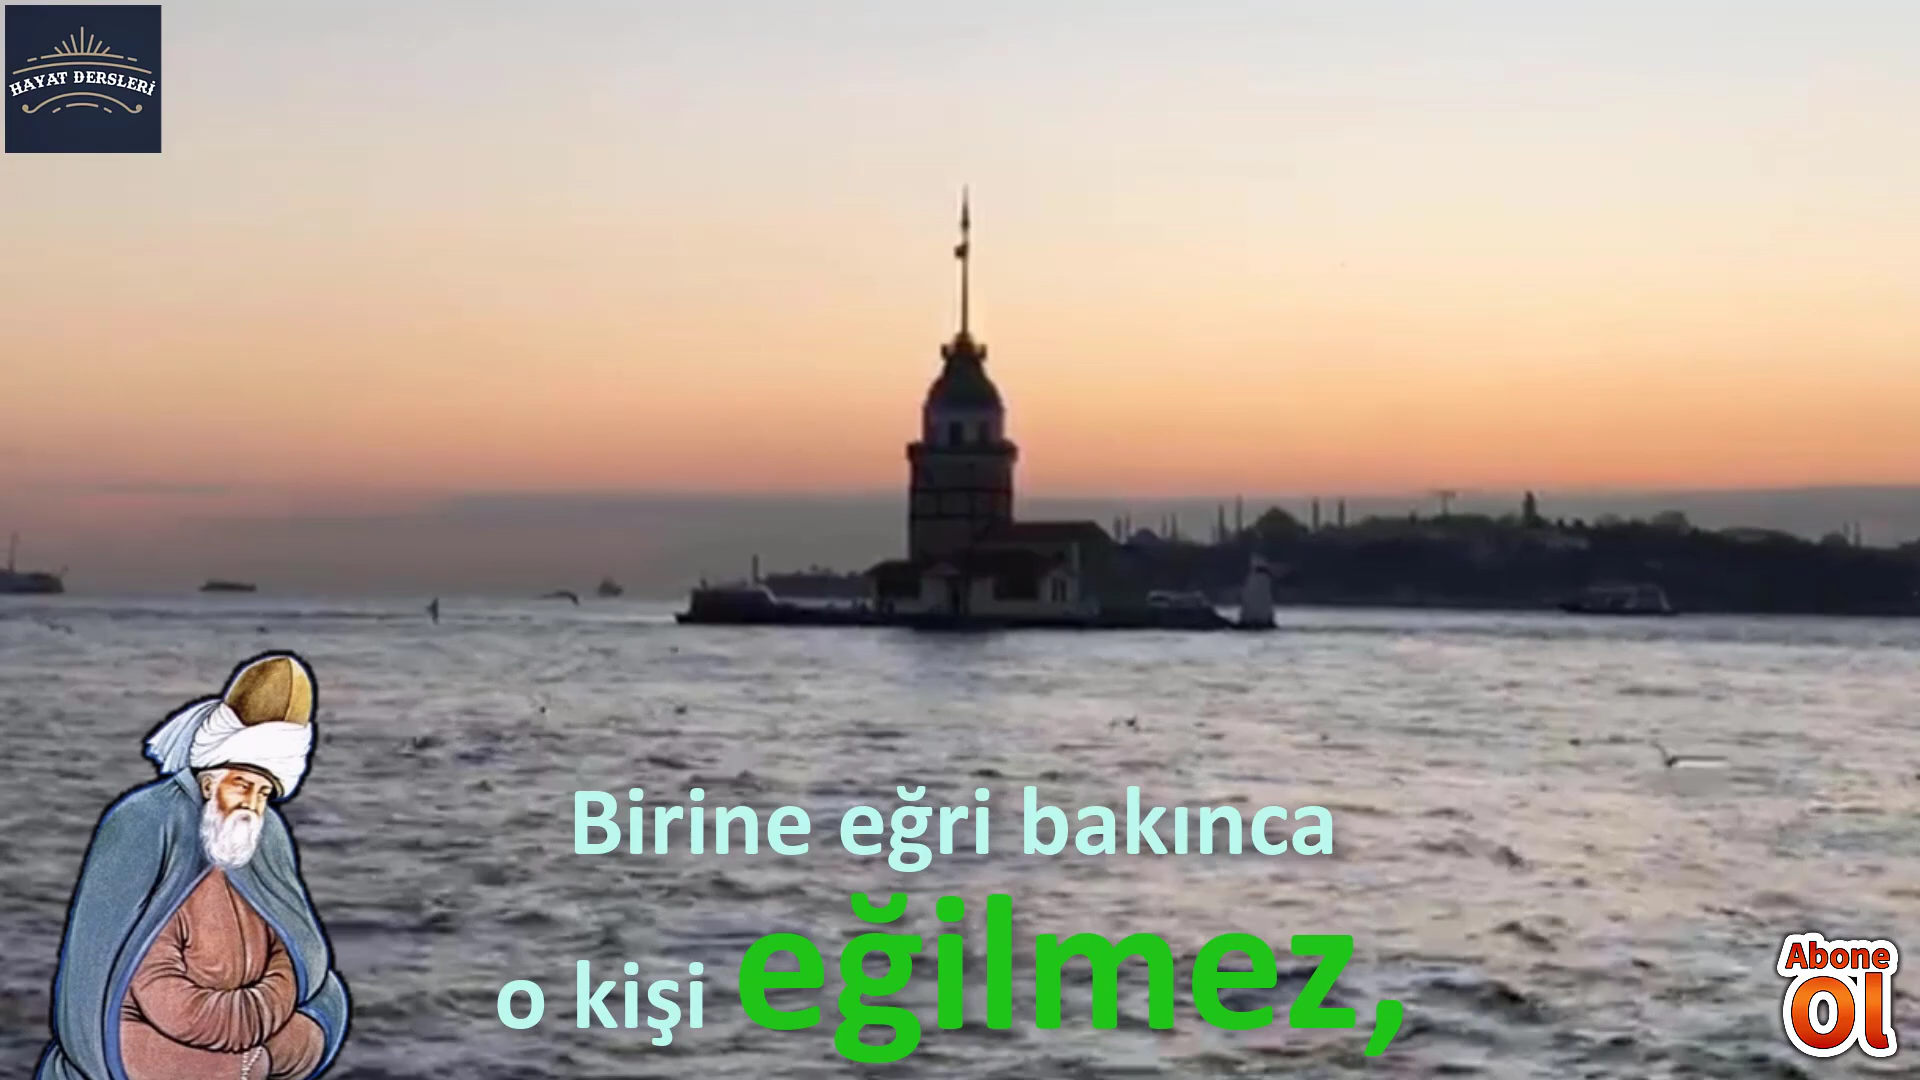 HAYAT DERSLERİ
Birine eğri bakınca
o kişi eğilmez,
Abone
ol